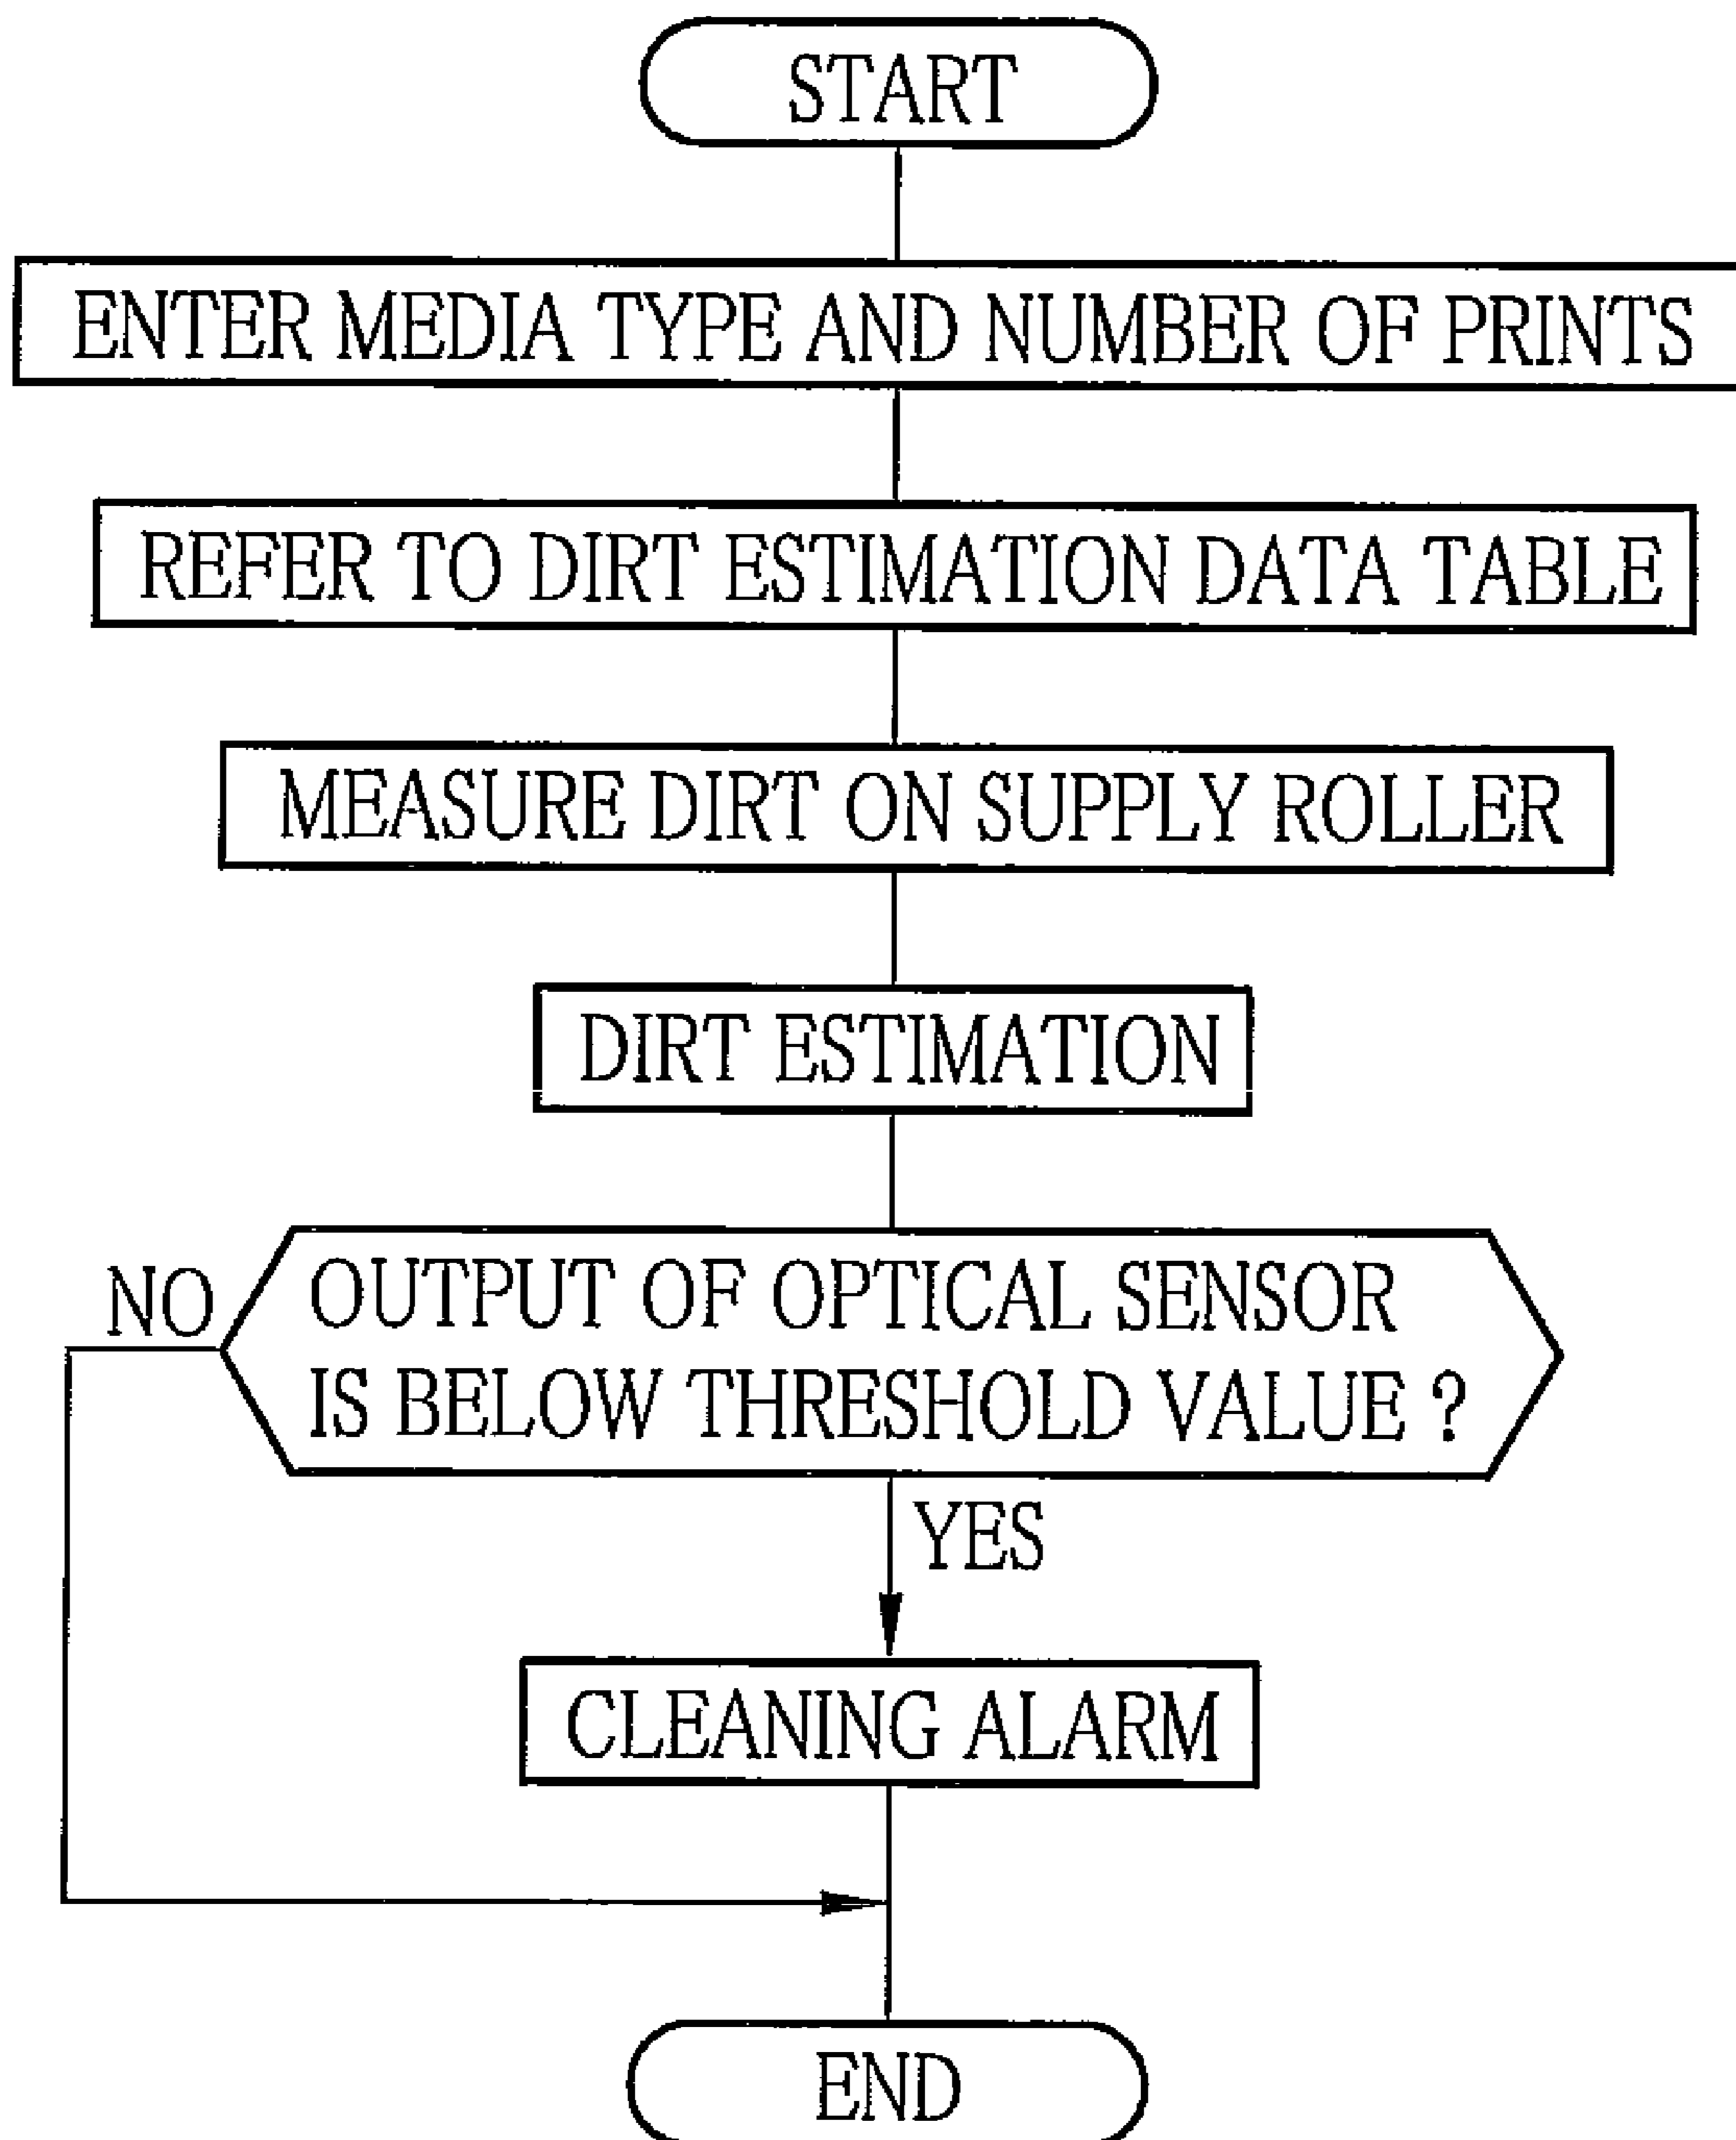 START
ENTER MEDIA TYPE AND NUMBER OF PRINTS
REFER TO DIRT ESTIMATION DATA TABLE
MEASURE DIRT ON SUPPLY ROLLER
DIRT ESTIMATION
NO
OUTPUT OF OPTICAL SENSOR
IS BELOW THRESHOLD VALUE ?
YES
CLEANING ALARM
END